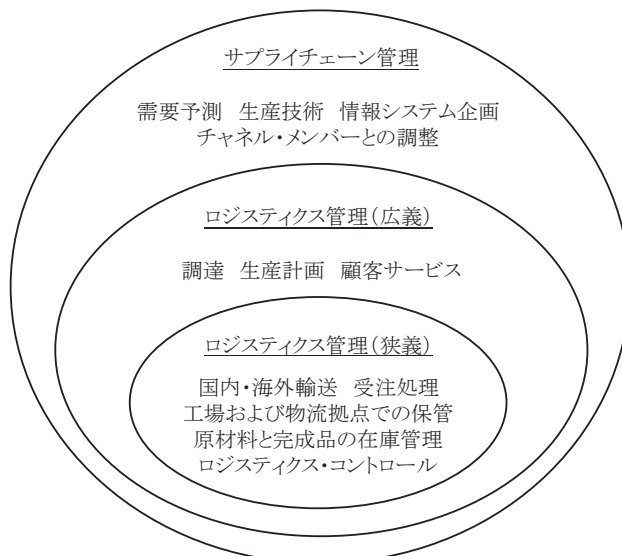 サプライチェーン管理
需要予測 生産技術 情報システム企画
チャネル・メンバーとの調整
ロジスティクス管理(広義)
調達 生産計画 顧客サービス
ロジスティクス管理(狭義)
国内・海外輸送 受注処理
工場および物流拠点での保管
原材料と完成品の在庫管理
ロジスティクス・コントロール